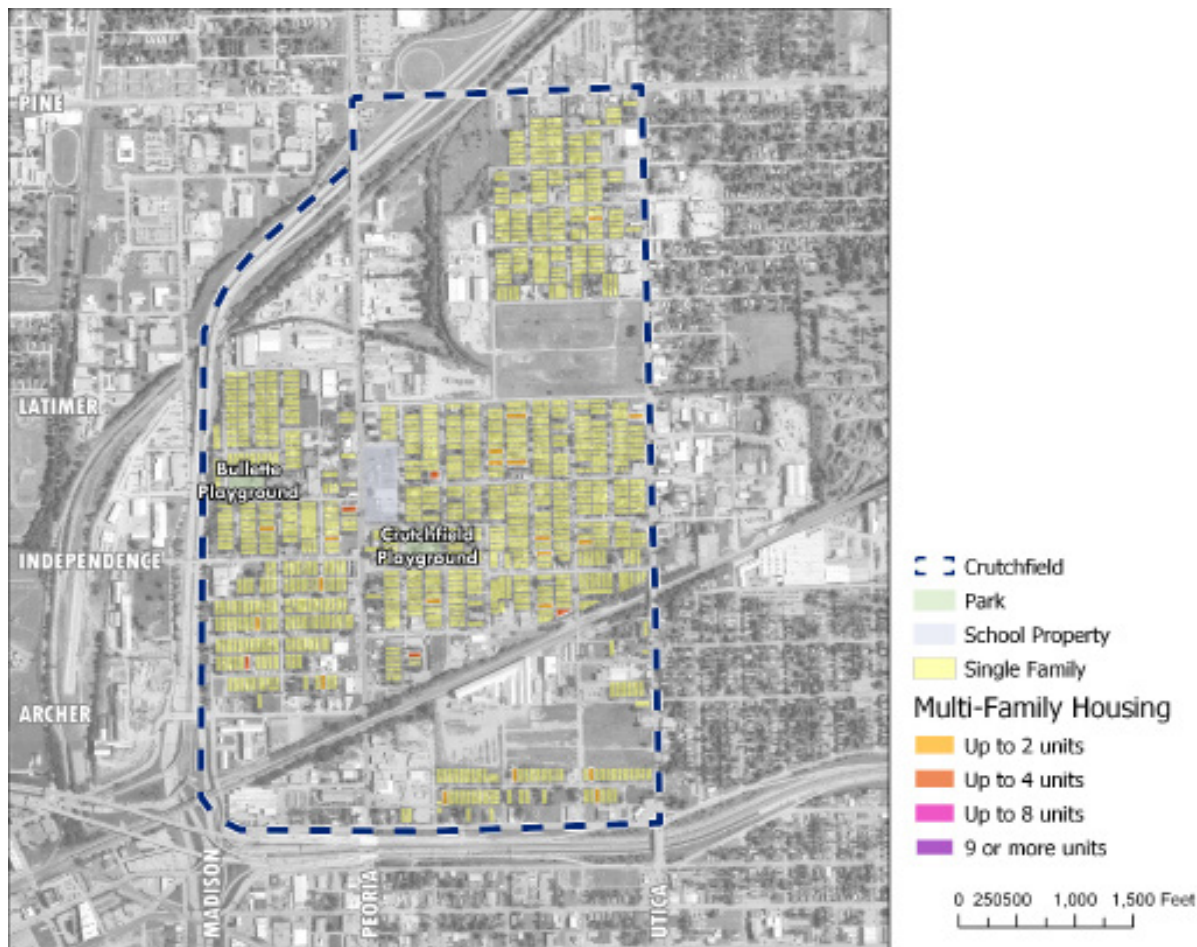 PINE
LATIMER
Bullette
Playground
Crutchfield
Playground
INDEPENDENCE
ARCHER
MADISON
PEORIA
UTICA
Crutchfield
Park
School Property
Single Family
Multi-Family Housing
Up to 2 units
Up to 4 units
Up to 8 units
9 or more units
0 250500 1,000 1,500 Feet